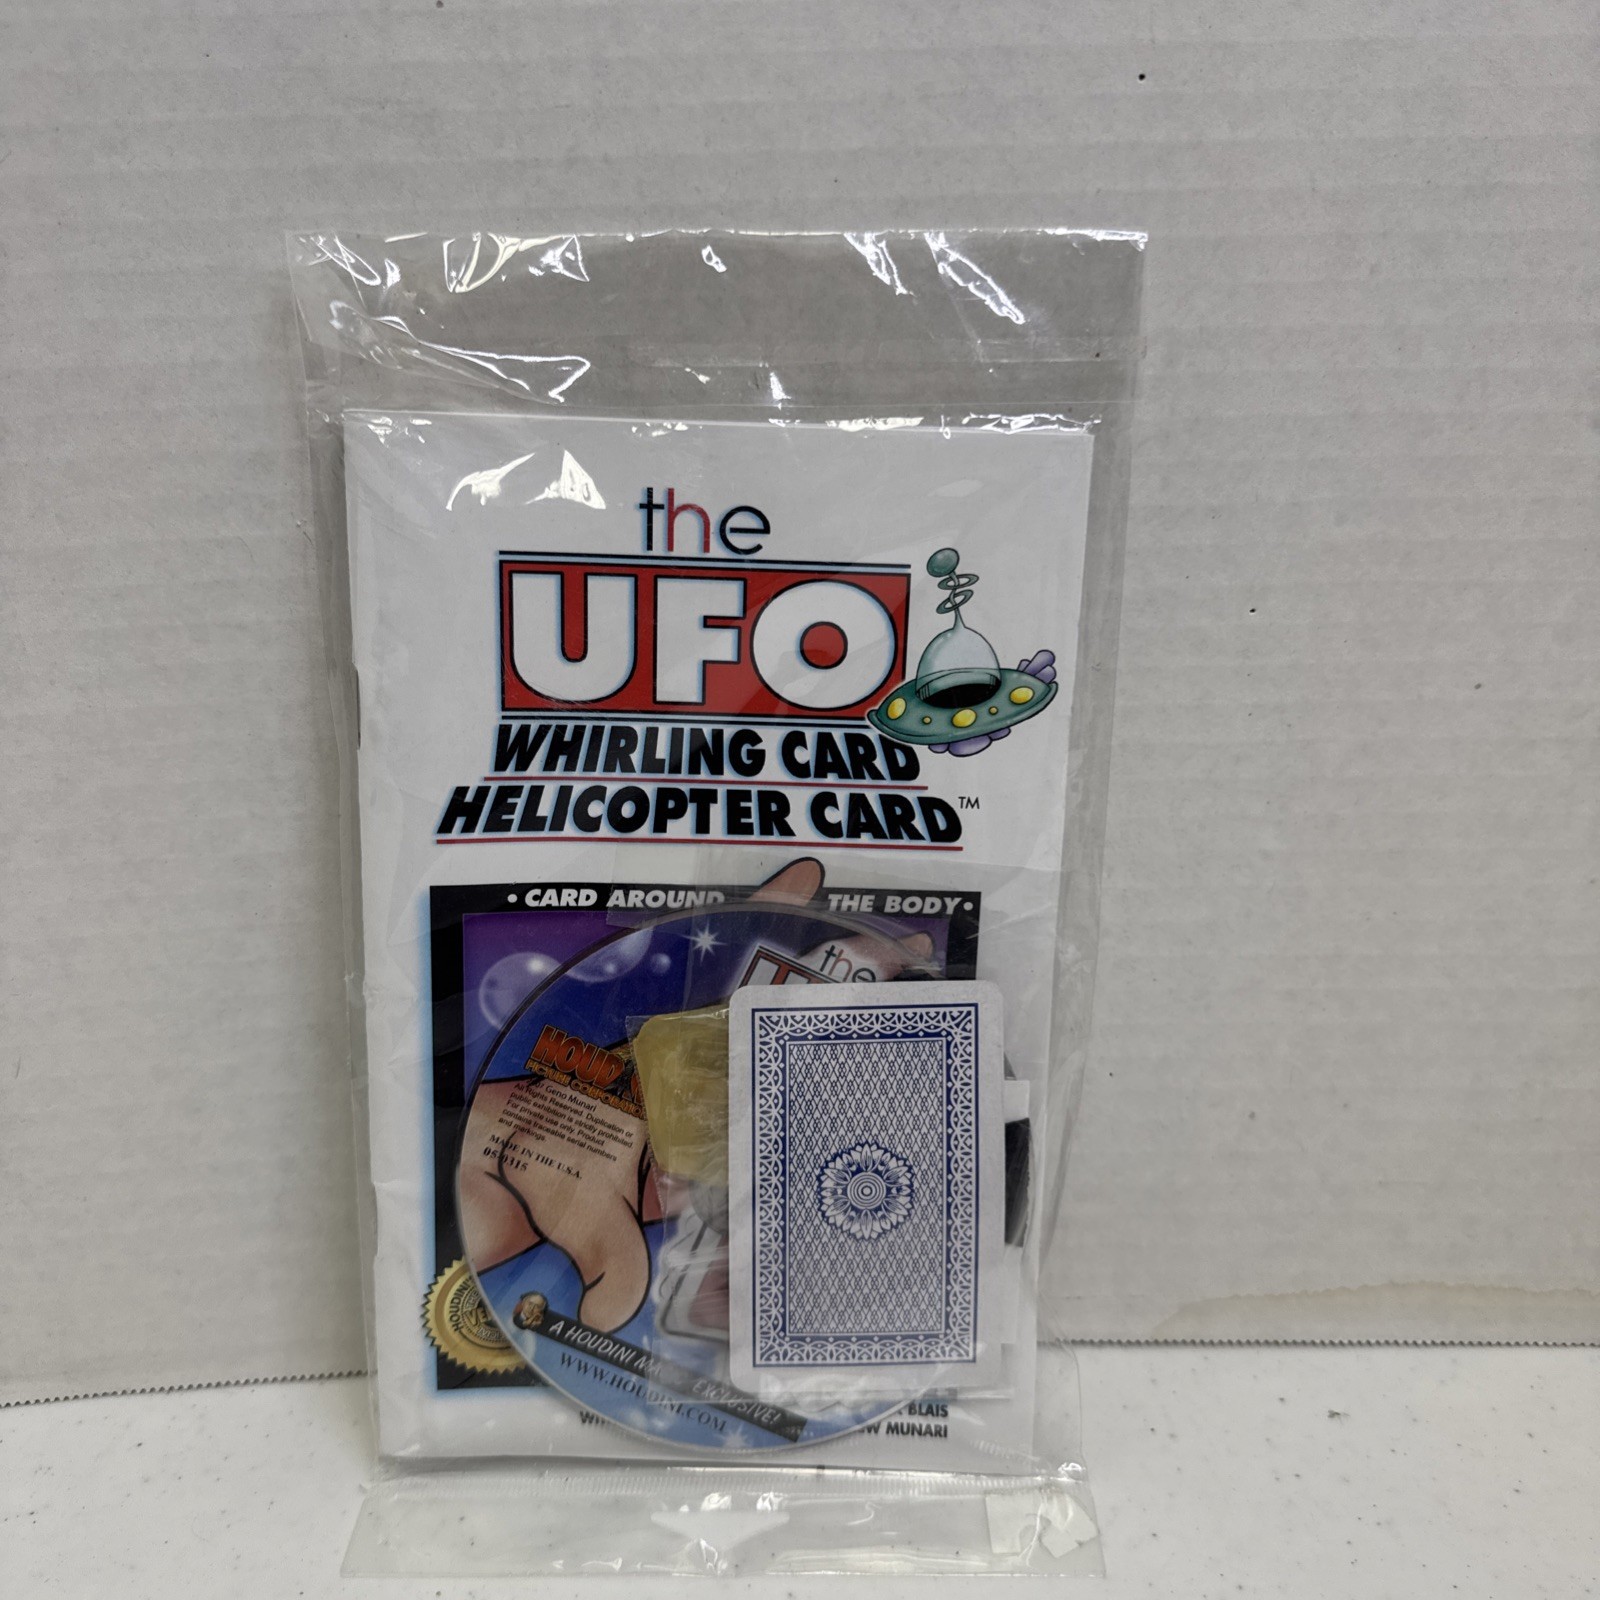 the
UFO
WHIRLING CARD
HELICOPTER CARD™
• CARD AROUND THE BODY •
the
Geno Munari
All Rights Reserved. Duplication or
public exhibition is strictly prohibited
For private use only. Product
contains traceable serial numbers
and markings.
MADE IN THE U.S.A.
HOUDINI
A HOUDINI EXCLUSIVE!
WWW.HOUDINI.COM
BLAIS
MUNARI